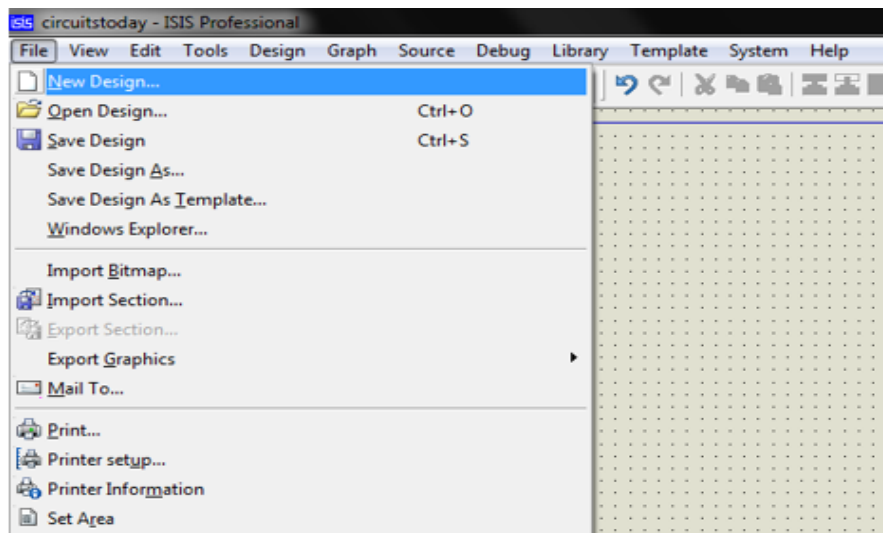 isis circuitstoday - ISIS Professional
File View Edit Tools Design Graph Source Debug Library Template System Help
New Design...
Open Design... Ctrl+O
Save Design Ctrl+S
Save Design As...
Save Design As Template...
Windows Explorer...
Import Bitmap...
Import Section...
Export Section...
Export Graphics
Mail To...
Print...
Printer setup...
Printer Information
Set Area